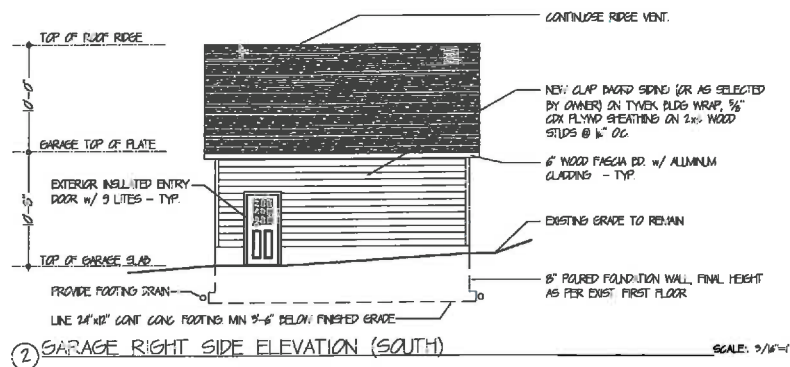 TOP OF ROOF RIDGE
CONTINUOSE RIDGE VENT.
10'-0"
NEW CLAP BAORD SIDING (OR AS SELECTED
BY OWNER) ON TYVEK BLDG WRAP, 5/8"
CDX PLYWD SHEATHING ON 2x6 WOOD
STUDS @ 16" OC.
GARAGE TOP OF PLATE
6" WOOD FASCIA BD. w/ ALUMINUM
CLADDING - TYP.
EXTERIOR INSULATED ENTRY
DOOR w/ 9 LITES - TYP.
EXISTING GRADE TO REMAIN
TOP OF GARAGE SLAB
8" POURED FOUNDATION WALL, FINAL HEIGHT
AS PER EXIST. FIRST FLOOR
PROVIDE FOOTING DRAIN
LINE 24"x12" CONT CONC FOOTING. MIN 3'-6" BELOW FINISHED GRADE
2 GARAGE RIGHT SIDE ELEVATION (SOUTH)
SCALE: 3/16"=1'